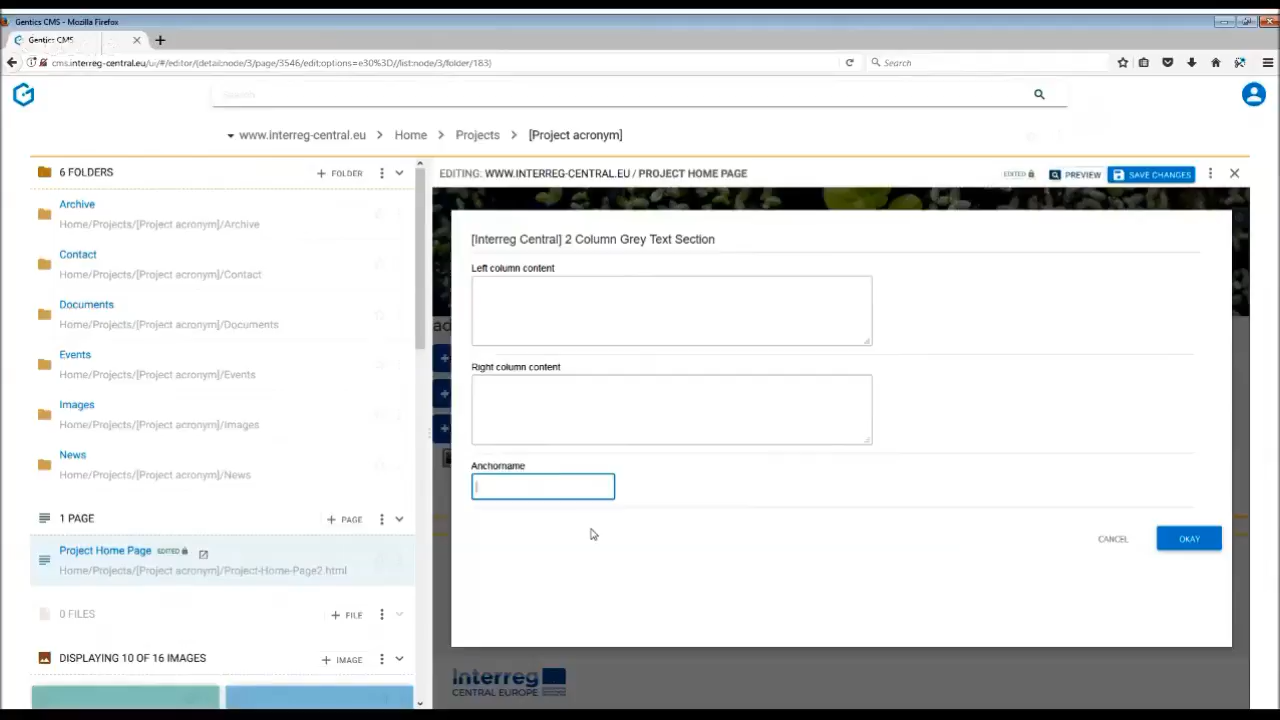 Gentics CMS - Mozilla Firefox
Gentics CMS
cms.interreg-central.eu/ui/#/editor/(detail:node/3/page/3546/edit;options=e30%3D//list:node/3/folder/183)
Search
Search
www.interreg-central.eu > Home > Projects > [Project acronym]
6 FOLDERS
+ FOLDER
Archive
Home/Projects/[Project acronym]/Archive
Contact
Home/Projects/[Project acronym]/Contact
Documents
Home/Projects/[Project acronym]/Documents
Events
Home/Projects/[Project acronym]/Events
Images
Home/Projects/[Project acronym]/Images
News
Home/Projects/[Project acronym]/News
1 PAGE
+ PAGE
Project Home Page EDITED
Home/Projects/[Project acronym]/Project-Home-Page2.html
0 FILES
+ FILE
DISPLAYING 10 OF 16 IMAGES
+ IMAGE
EDITING: WWW.INTERREG-CENTRAL.EU / PROJECT HOME PAGE
EDITED
PREVIEW
SAVE CHANGES
[Interreg Central] 2 Column Grey Text Section
Left column content
Right column content
Anchorname
CANCEL
OKAY
ad
Interreg
CENTRAL EUROPE